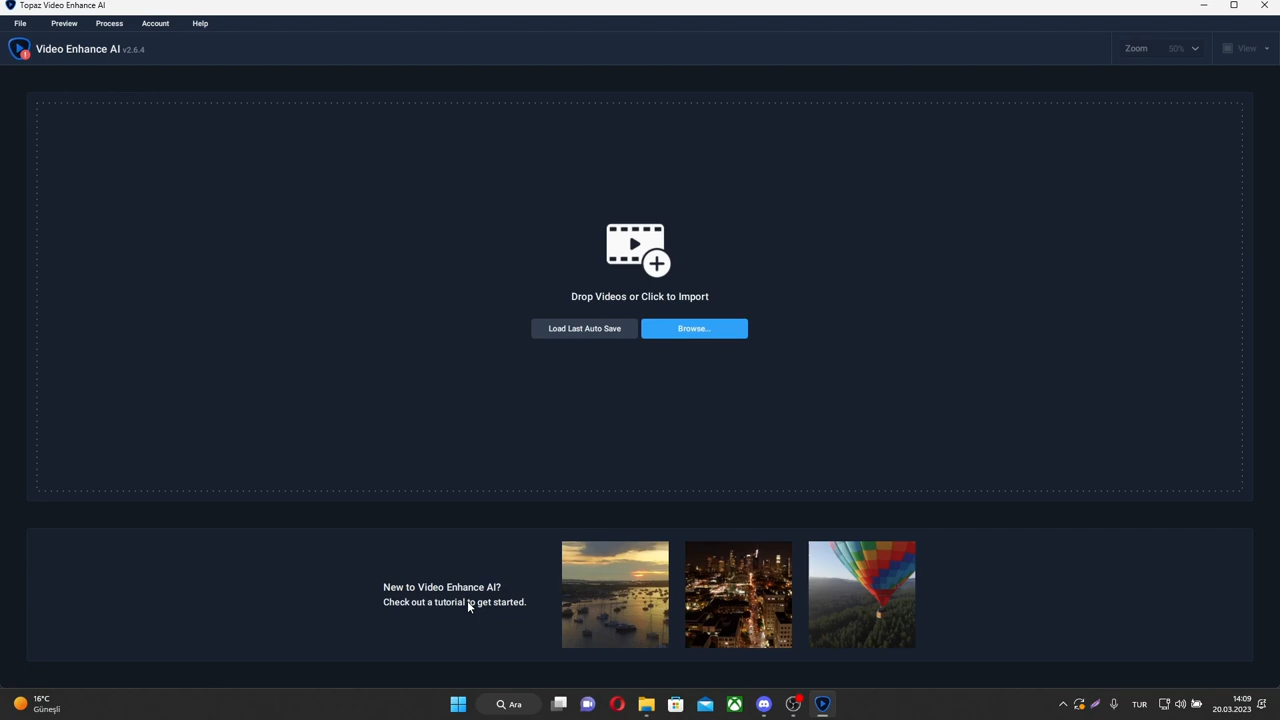 Topaz Video Enhance AI
File Preview Process Account Help
Video Enhance AI v2.6.4
Zoom 50% View
Drop Videos or Click to Import
Load Last Auto Save Browse...
New to Video Enhance AI?
Check out a tutorial to get started.
16°C
Güneşli
Ara
TUR
14:09
20.03.2023